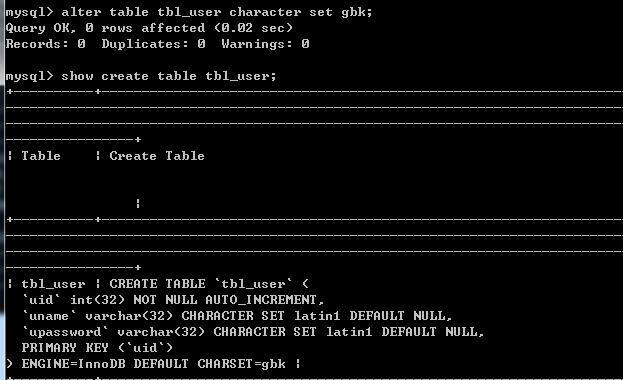 mysql> alter table tbl_user character set gbk;
Query OK, 0 rows affected (0.02 sec)
Records: 0  Duplicates: 0  Warnings: 0
mysql> show create table tbl_user;
+----------+---------------------------------------------------------------------
--------------------------------------------------------------------------------
--------------------------------------------------------------------------------
----------------+
| Table    | Create Table
                |
+----------+---------------------------------------------------------------------
--------------------------------------------------------------------------------
--------------------------------------------------------------------------------
----------------+
| tbl_user | CREATE TABLE `tbl_user` (
  `uid` int(32) NOT NULL AUTO_INCREMENT,
  `uname` varchar(32) CHARACTER SET latin1 DEFAULT NULL,
  `upassword` varchar(32) CHARACTER SET latin1 DEFAULT NULL,
  PRIMARY KEY (`uid`)
) ENGINE=InnoDB DEFAULT CHARSET=gbk |
+----------+---------------------------------------------------------------------